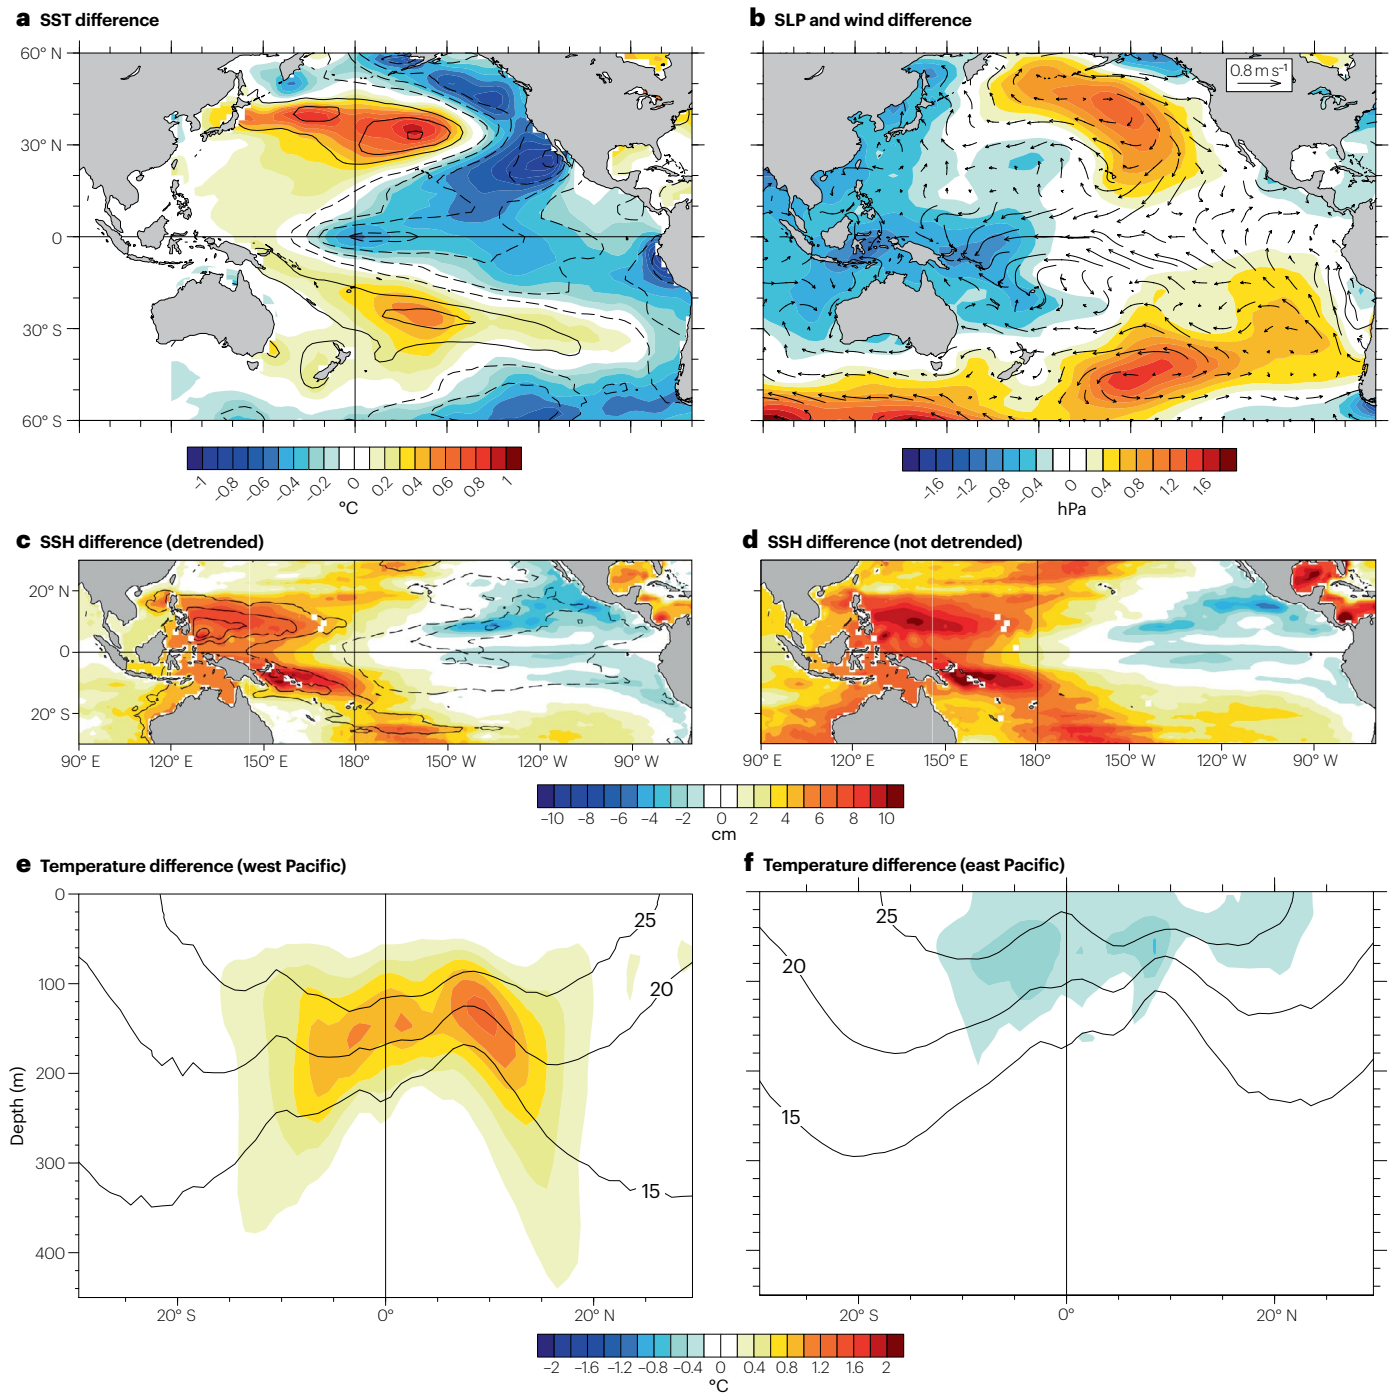 a SST difference
b SLP and wind difference
60° N
30° N
0
30° S
60° S
0.8 m s⁻¹
−1 −0.8 −0.6 −0.4 −0.2 0 0.2 0.4 0.6 0.8 1
°C
−1.6 −1.2 −0.8 −0.4 0 0.4 0.8 1.2 1.6
hPa
c SSH difference (detrended)
d SSH difference (not detrended)
20° N
0
20° S
90° E 120° E 150° E 180° 150° W 120° W 90° W
90° E 120° E 150° E 180° 150° W 120° W 90° W
−10 −8 −6 −4 −2 0 2 4 6 8 10
cm
e Temperature difference (west Pacific)
f Temperature difference (east Pacific)
0
100
200
300
400
Depth (m)
25
20
15
25
20
15
20° S 0° 20° N
20° S 0° 20° N
−2 −1.6 −1.2 −0.8 −0.4 0 0.4 0.8 1.2 1.6 2
°C